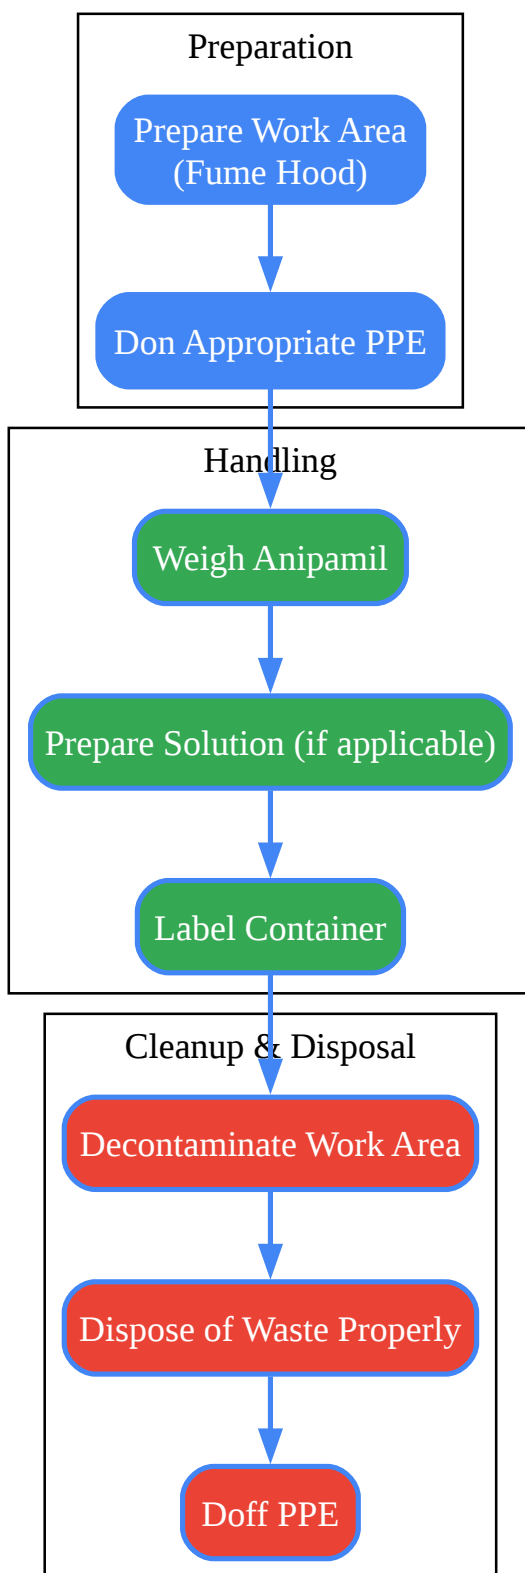 Preparation
Prepare Work Area
(Fume Hood)
Don Appropriate PPE
Handling
Weigh Anipamil
Prepare Solution (if applicable)
Label Container
Cleanup & Disposal
Decontaminate Work Area
Dispose of Waste Properly
Doff PPE